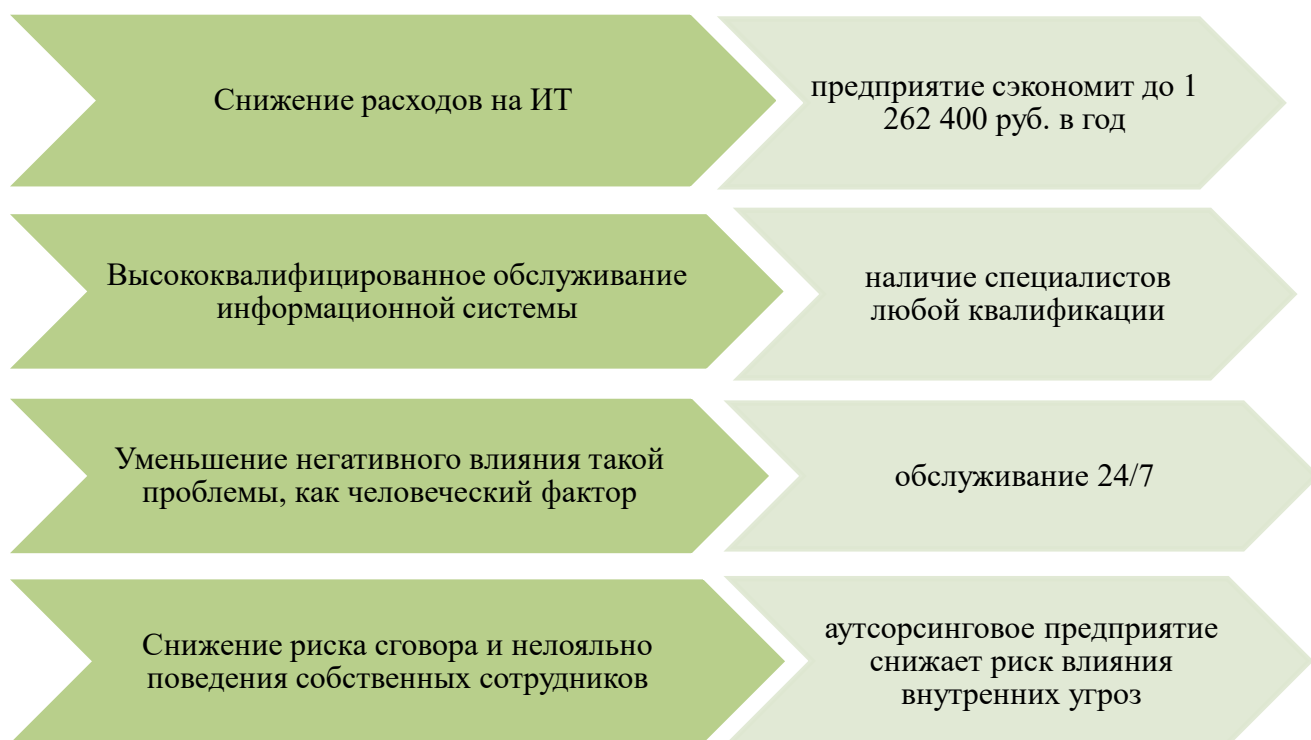 Снижение расходов на ИТ
предприятие сэкономит до 1
262 400 руб. в год
Высококвалифицированное обслуживание
информационной системы
наличие специалистов
любой квалификации
Уменьшение негативного влияния такой
проблемы, как человеческий фактор
обслуживание 24/7
Снижение риска сговора и нелояльно
поведения собственных сотрудников
аутсорсинговое предприятие
снижает риск влияния
внутренних угроз